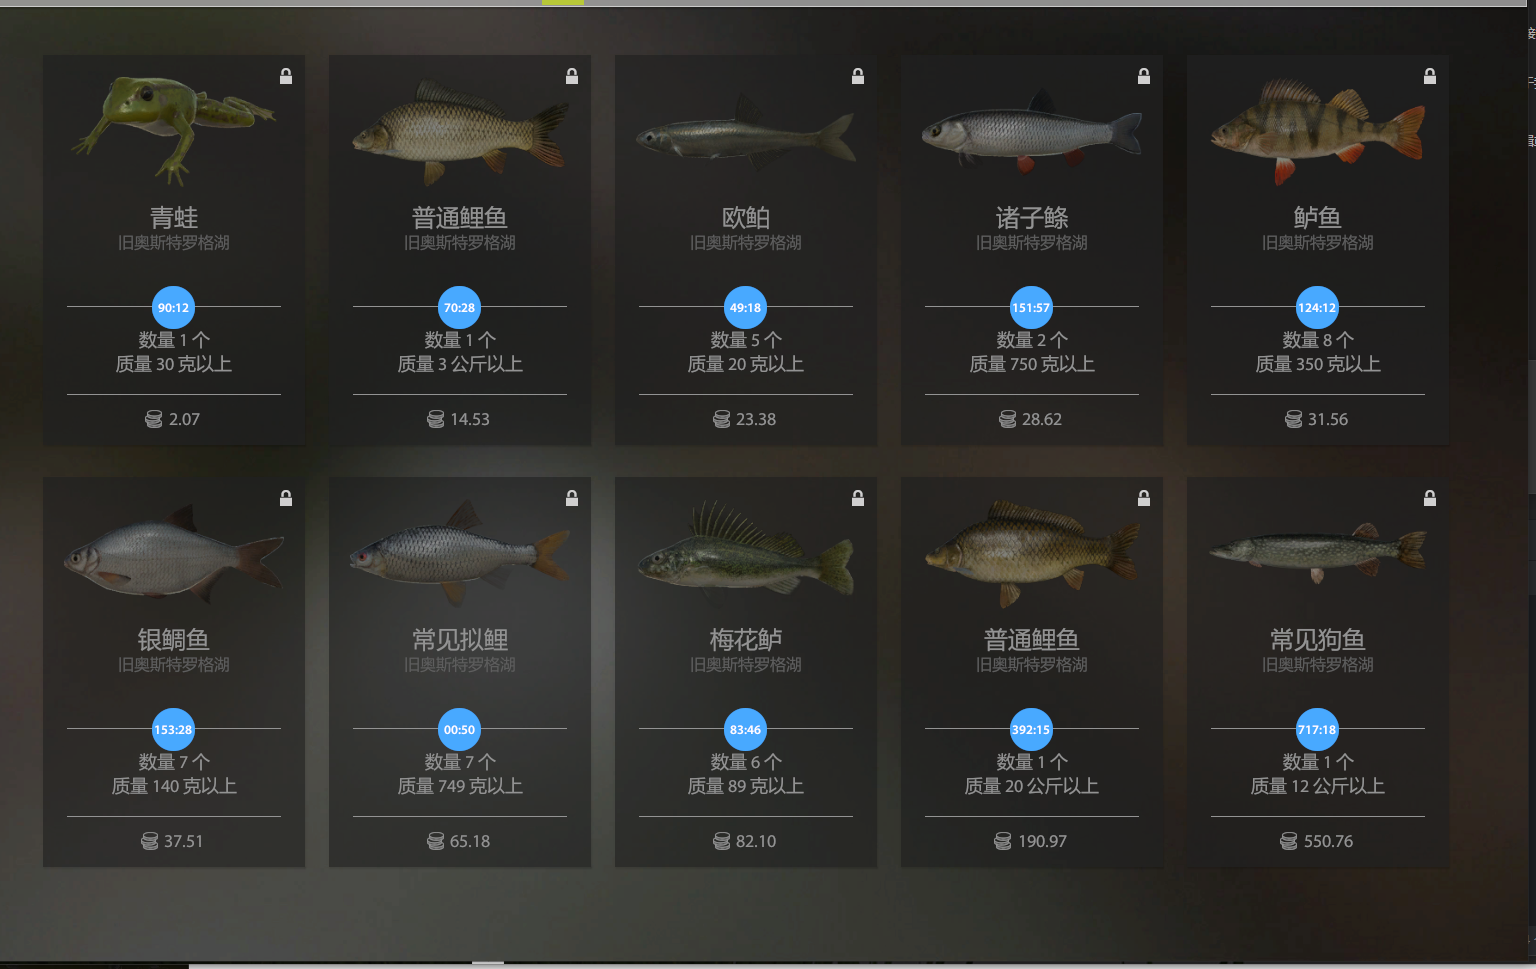 青蛙
旧奥斯特罗格湖
90:12
数量 1 个
质量 30 克以上
2.07
普通鲤鱼
旧奥斯特罗格湖
70:28
数量 1 个
质量 3 公斤以上
14.53
欧鲌
旧奥斯特罗格湖
49:18
数量 5 个
质量 20 克以上
23.38
诸子鲦
旧奥斯特罗格湖
151:57
数量 2 个
质量 750 克以上
28.62
鲈鱼
旧奥斯特罗格湖
124:12
数量 8 个
质量 350 克以上
31.56
银鲷鱼
旧奥斯特罗格湖
153:28
数量 7 个
质量 140 克以上
37.51
常见拟鲤
旧奥斯特罗格湖
00:50
数量 7 个
质量 749 克以上
65.18
梅花鲈
旧奥斯特罗格湖
83:46
数量 6 个
质量 89 克以上
82.10
普通鲤鱼
旧奥斯特罗格湖
392:15
数量 1 个
质量 20 公斤以上
190.97
常见狗鱼
旧奥斯特罗格湖
717:18
数量 1 个
质量 12 公斤以上
550.76